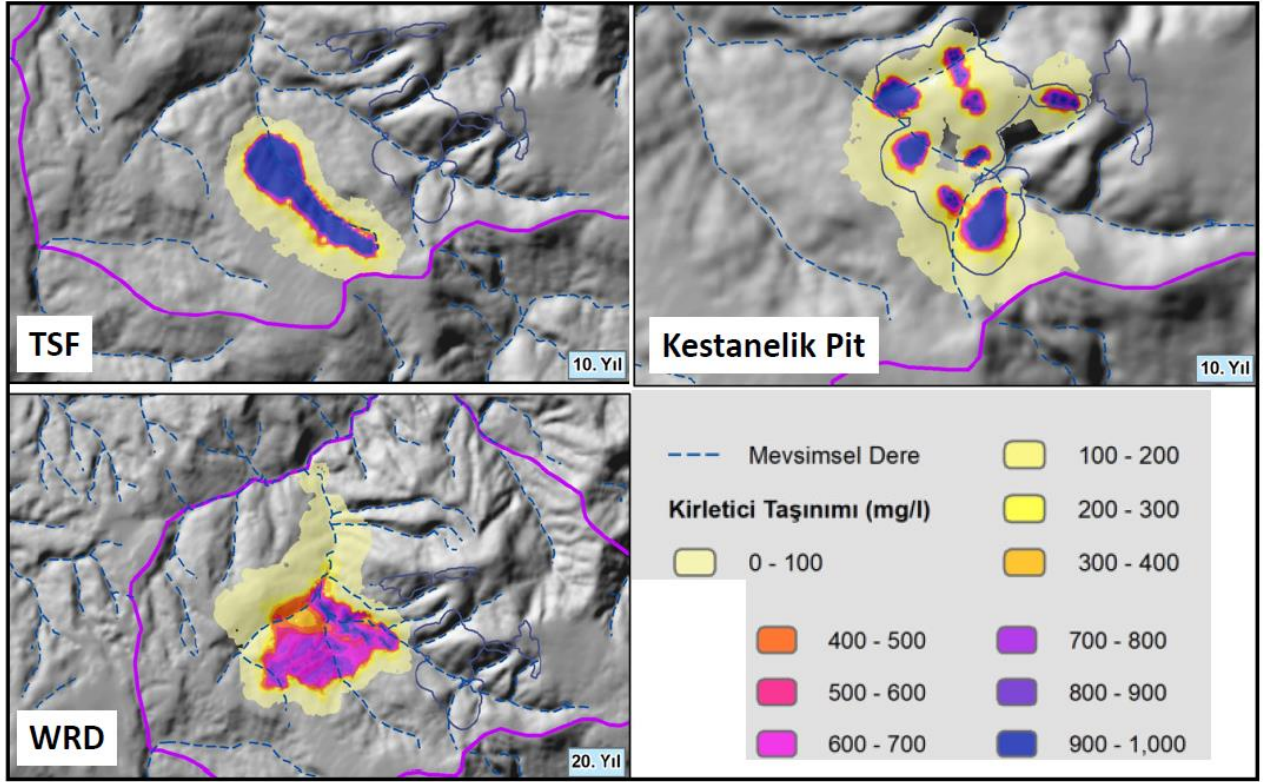 TSF
10. Yıl
Kestanelik Pit
10. Yıl
WRD
20. Yıl
Mevsimsel Dere
Kirletici Taşınımı (mg/l)
0 - 100
100 - 200
200 - 300
300 - 400
400 - 500
500 - 600
600 - 700
700 - 800
800 - 900
900 - 1,000